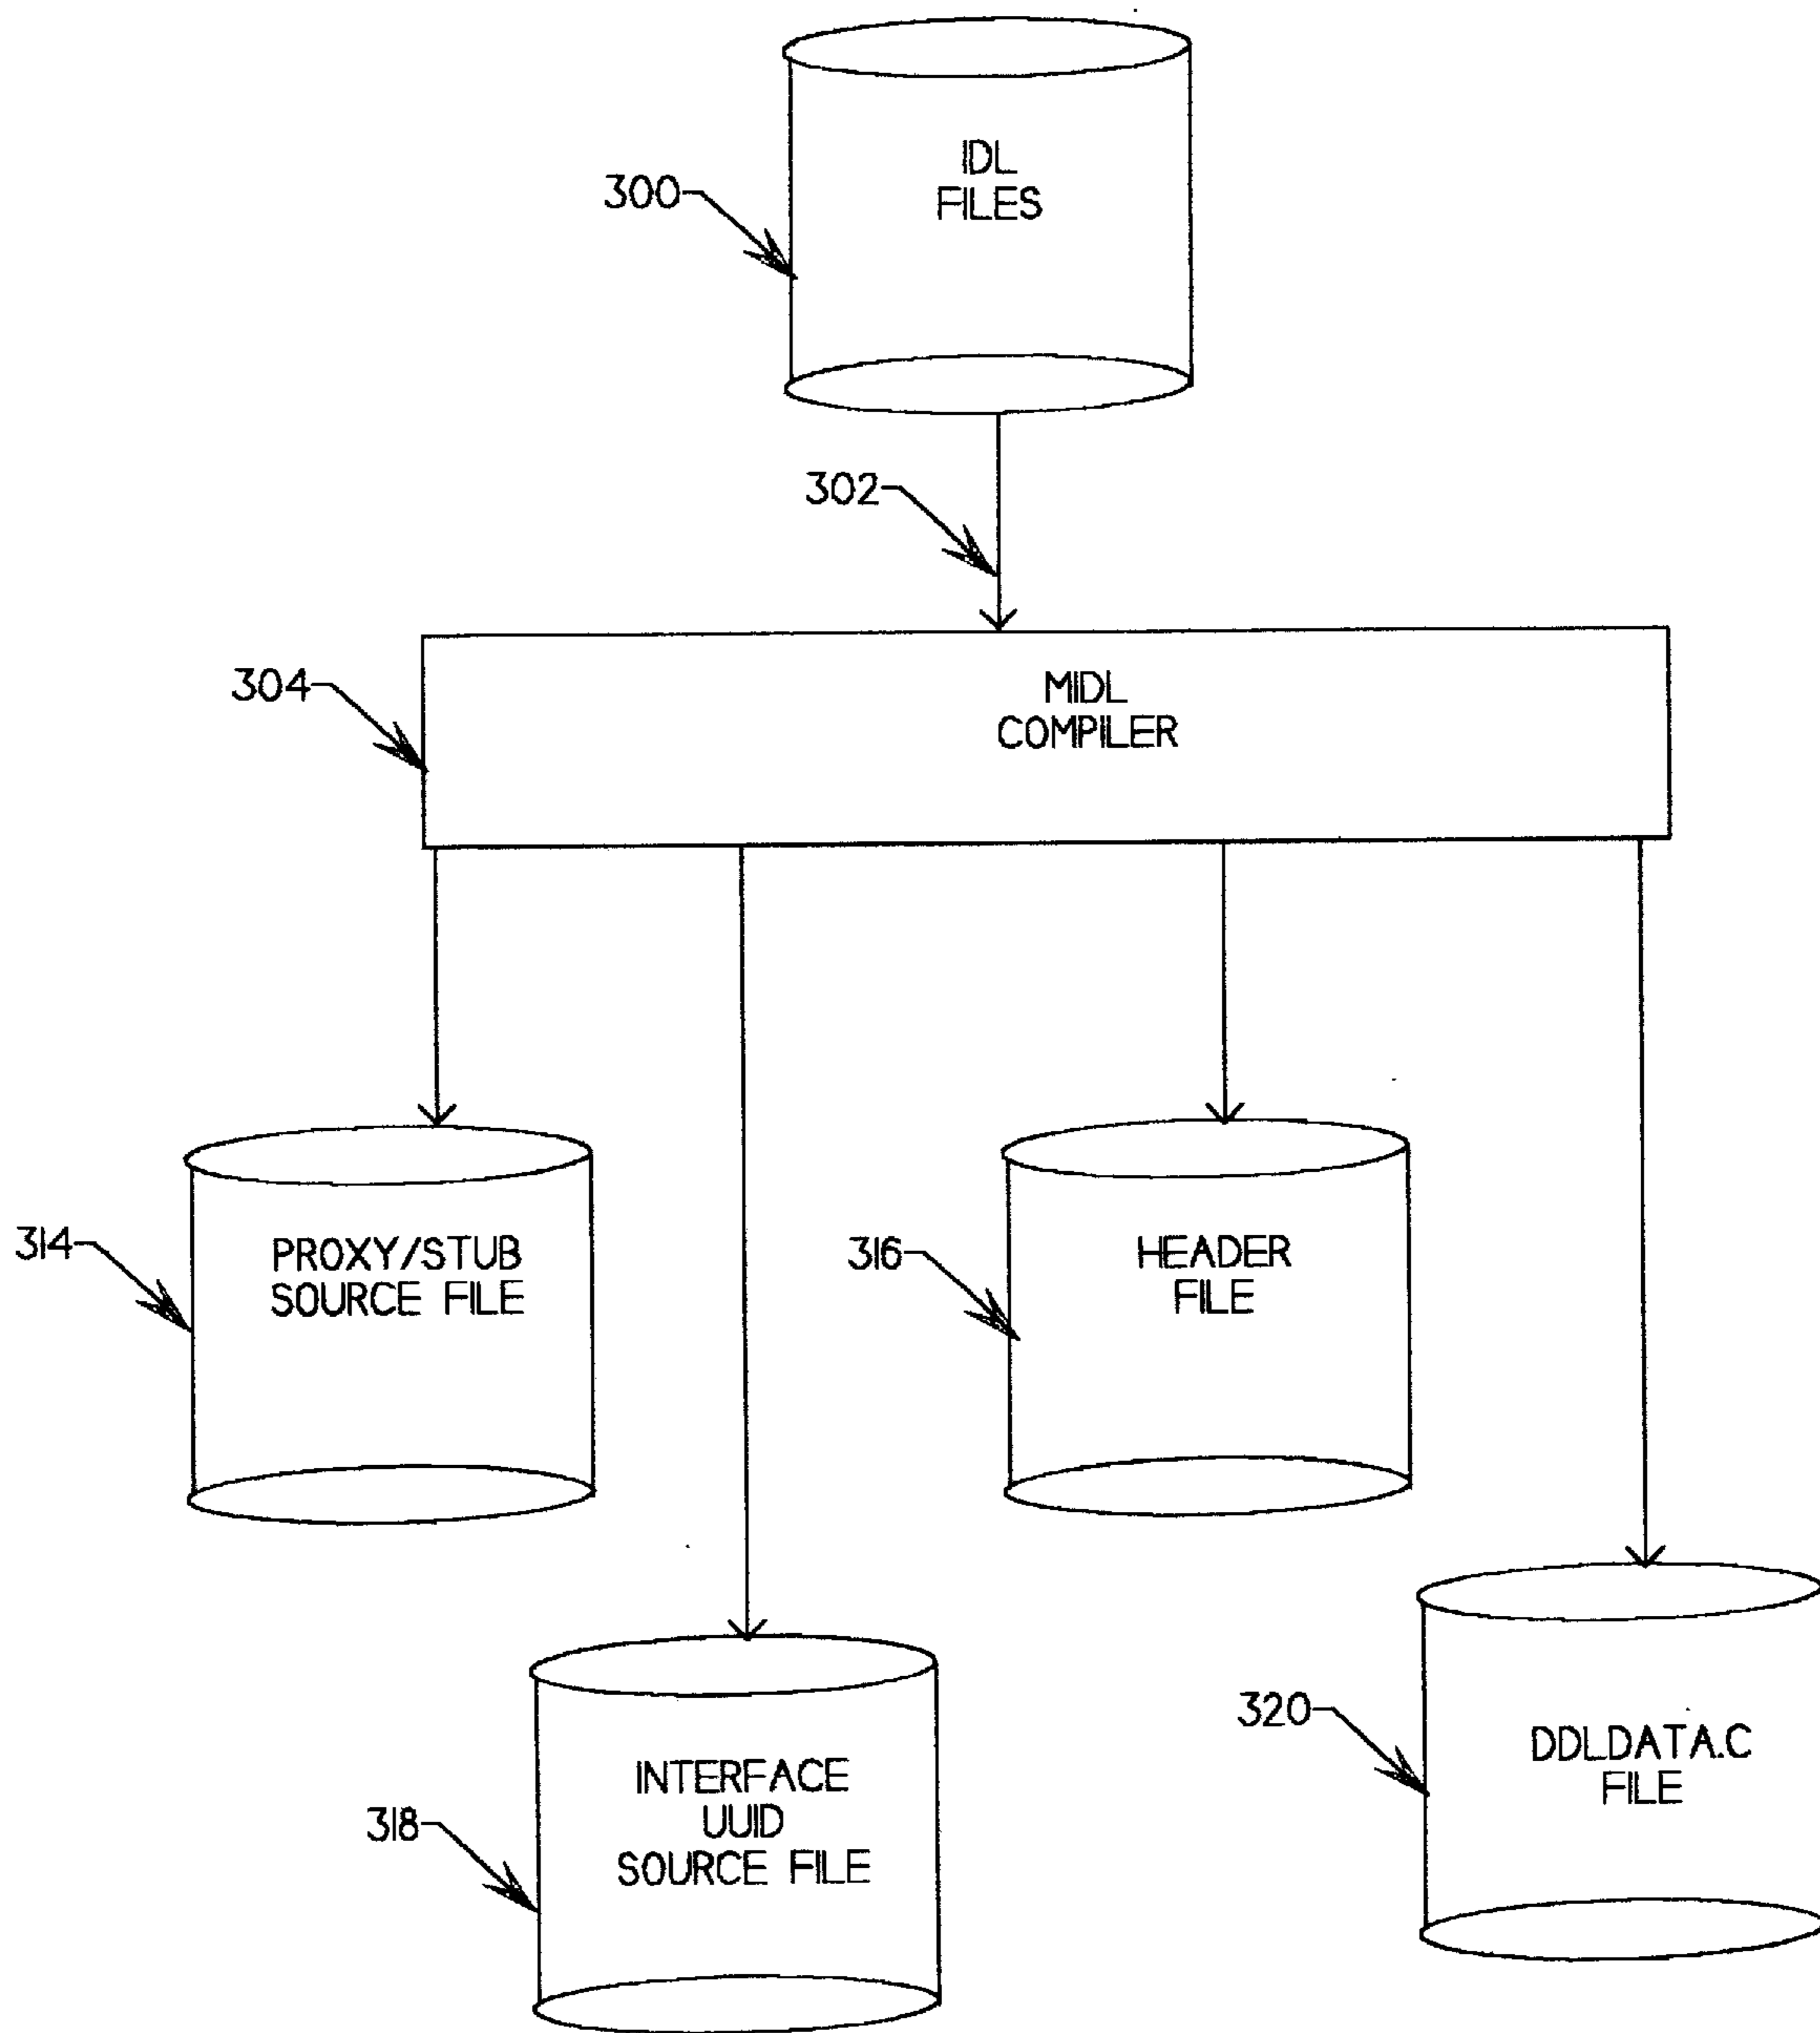 300
IDL
FILES
302
304
MIDL
COMPILER
314
PROXY/STUB
SOURCE FILE
316
HEADER
FILE
318
INTERFACE
UUID
SOURCE FILE
320
DDLDATA.C
FILE